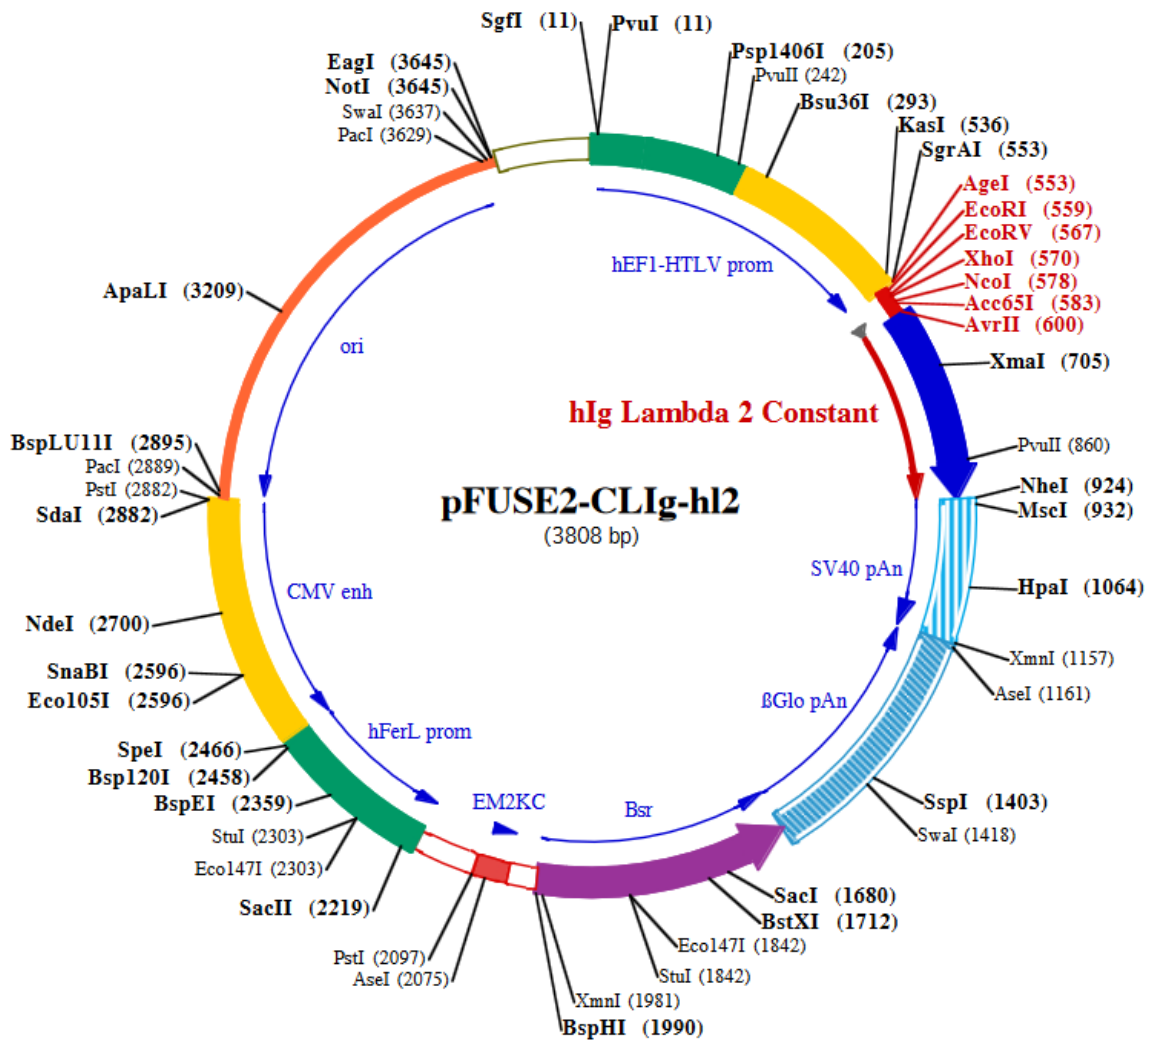 SgfI (11)
PvuI (11)
Psp1406I (205)
PvuII (242)
Bsu36I (293)
KasI (536)
SgrAI (553)
AgeI (553)
EcoRI (559)
EcoRV (567)
XhoI (570)
NcoI (578)
Acc65I (583)
AvrII (600)
XmaI (705)
PvuII (860)
NheI (924)
MscI (932)
HpaI (1064)
XmnI (1157)
AseI (1161)
SspI (1403)
SwaI (1418)
SacI (1680)
BstXI (1712)
Eco147I (1842)
StuI (1842)
XmnI (1981)
BspHI (1990)
AseI (2075)
PstI (2097)
SacII (2219)
Eco147I (2303)
StuI (2303)
BspEI (2359)
Bsp120I (2458)
SpeI (2466)
Eco105I (2596)
SnaBI (2596)
NdeI (2700)
SdaI (2882)
PstI (2882)
PacI (2889)
BspLU11I (2895)
ApaLI (3209)
PacI (3629)
SwaI (3637)
NotI (3645)
EagI (3645)
hEF1-HTLV prom
ori
hIg Lambda 2 Constant
pFUSE2-CLIg-hl2
(3808 bp)
SV40 pAn
CMV enh
ßGlo pAn
hFerL prom
EM2KC
Bsr